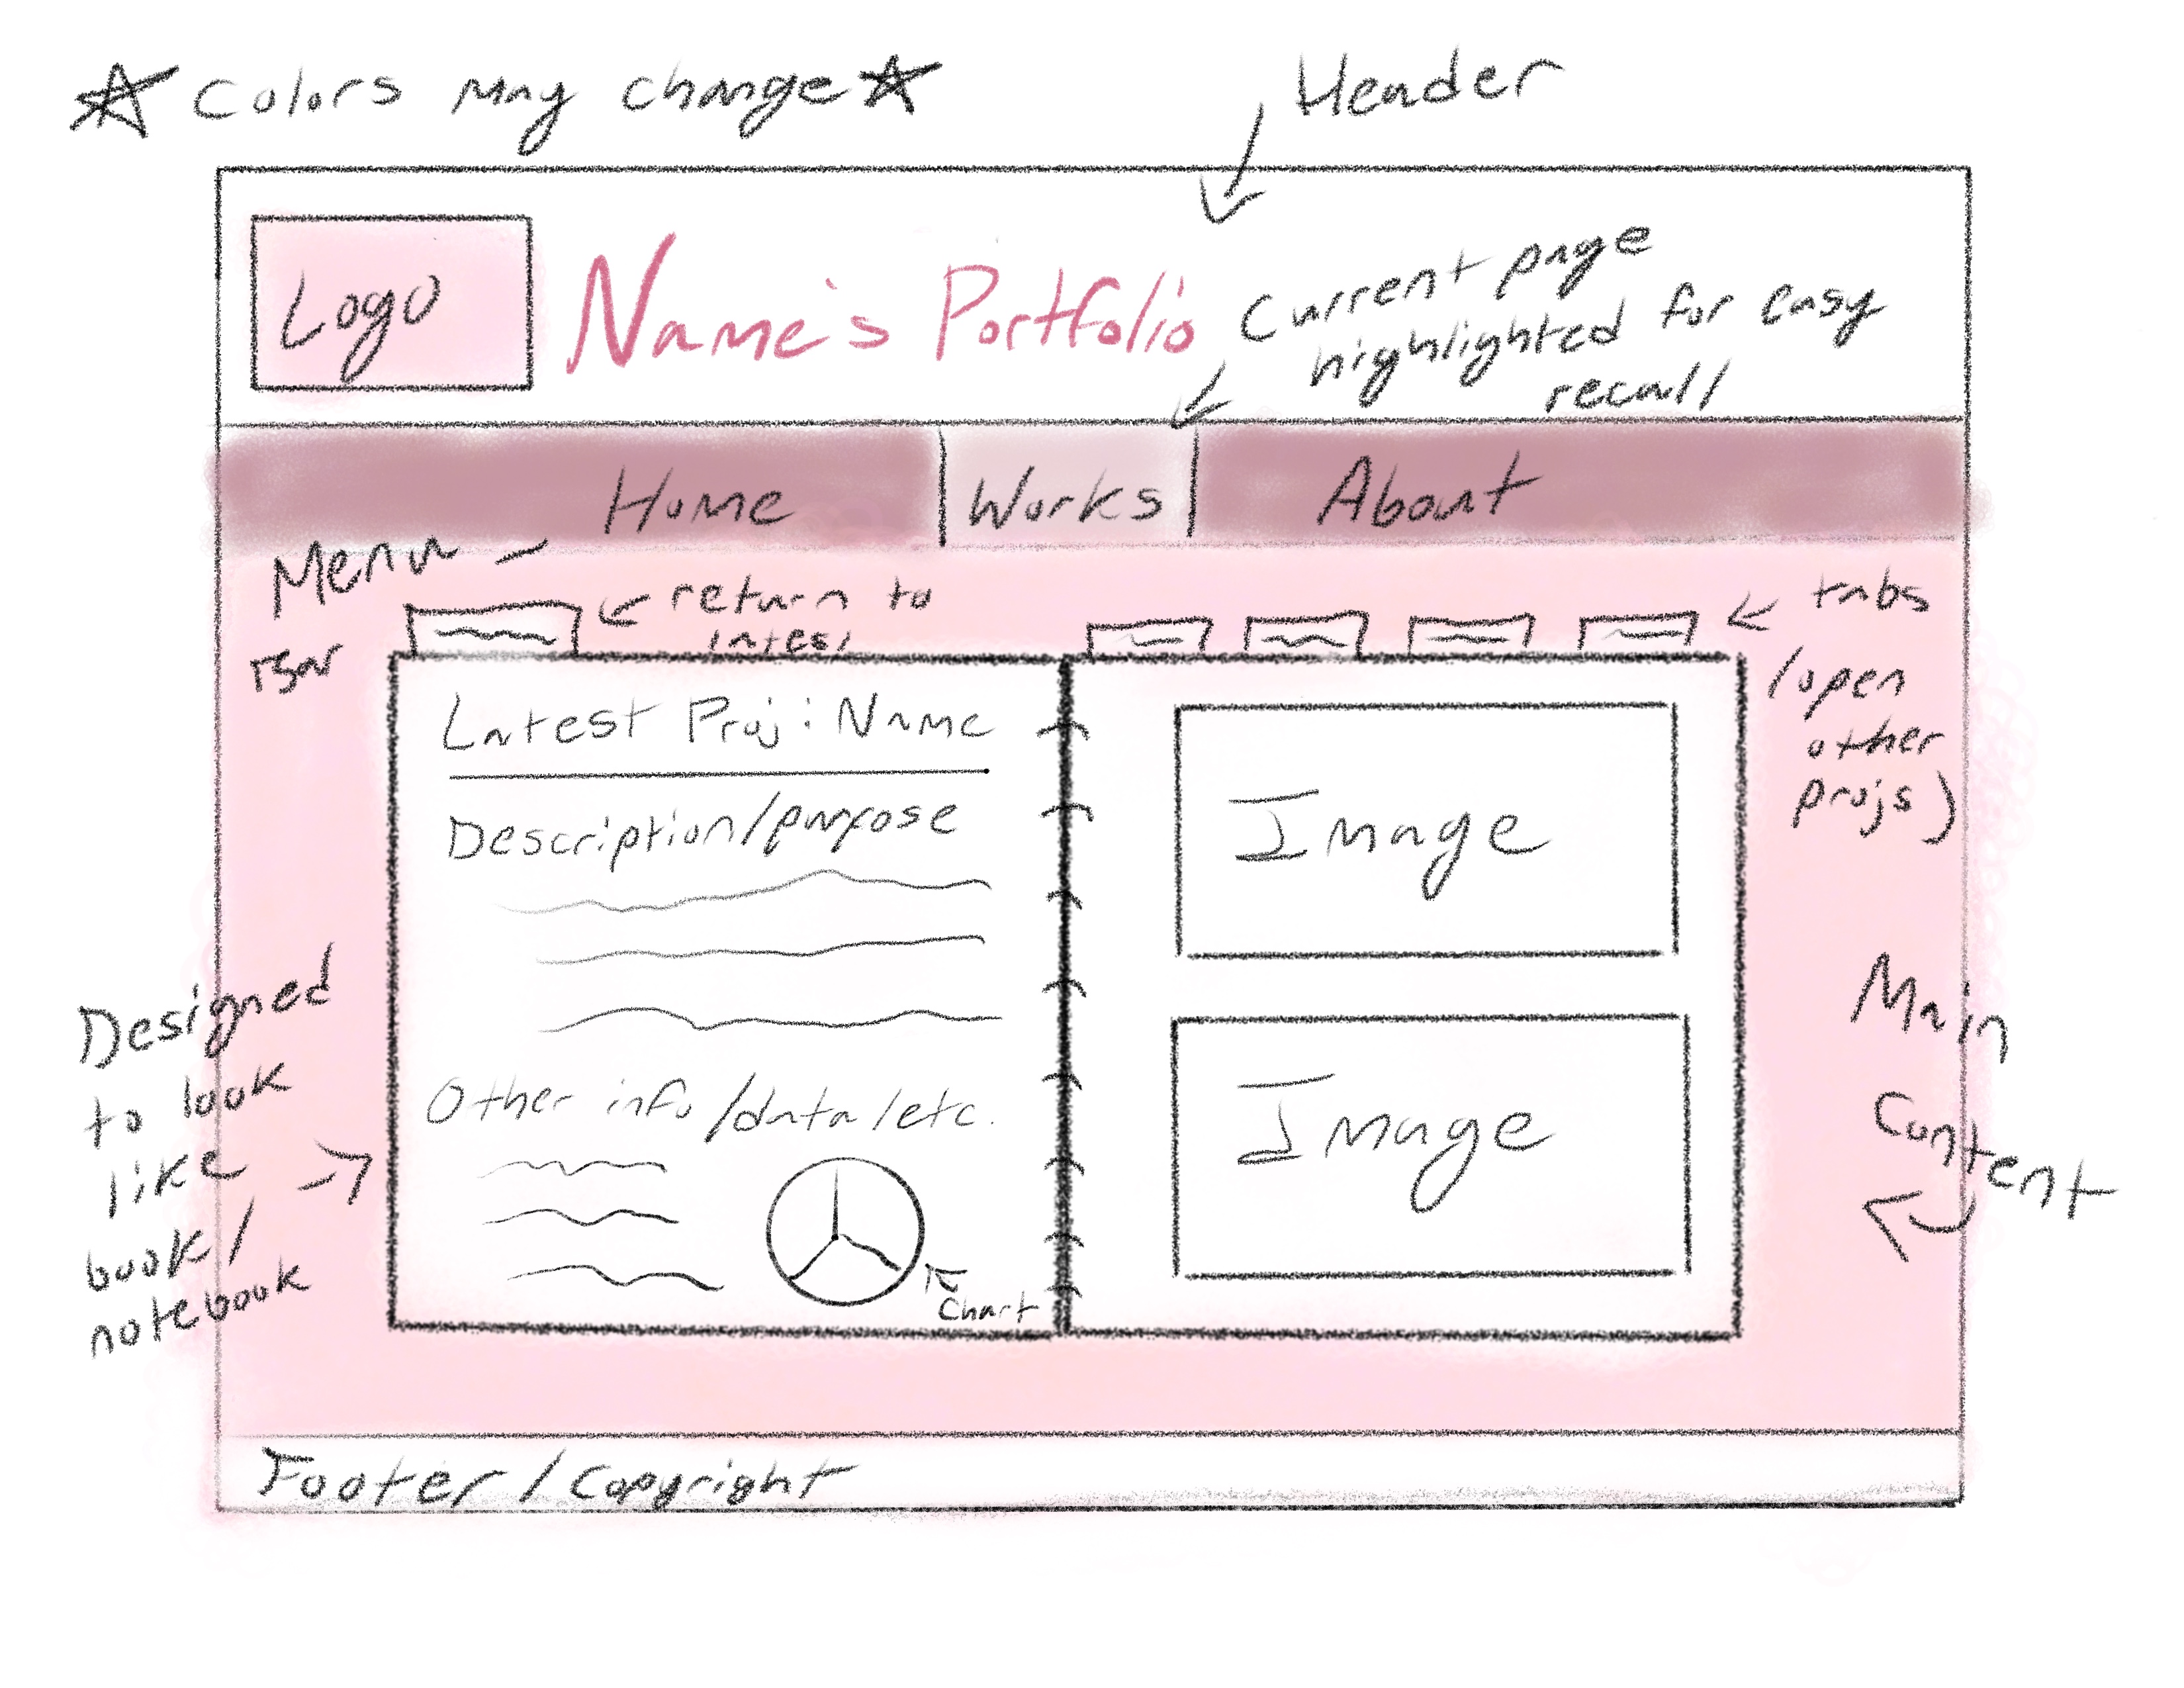 Colors may change
Header
Logo
Name's Portfolio
Current page
highlighted for easy
recall
Home
Works
About
Menu
Bar
return to
tabs
(open
other
projs)
Latest Proj: Name
Description/purpose
Other info/data/etc.
Chart
Image
Image
Designed
to look
like
book/
notebook
Main
Content
Footer/Copyright